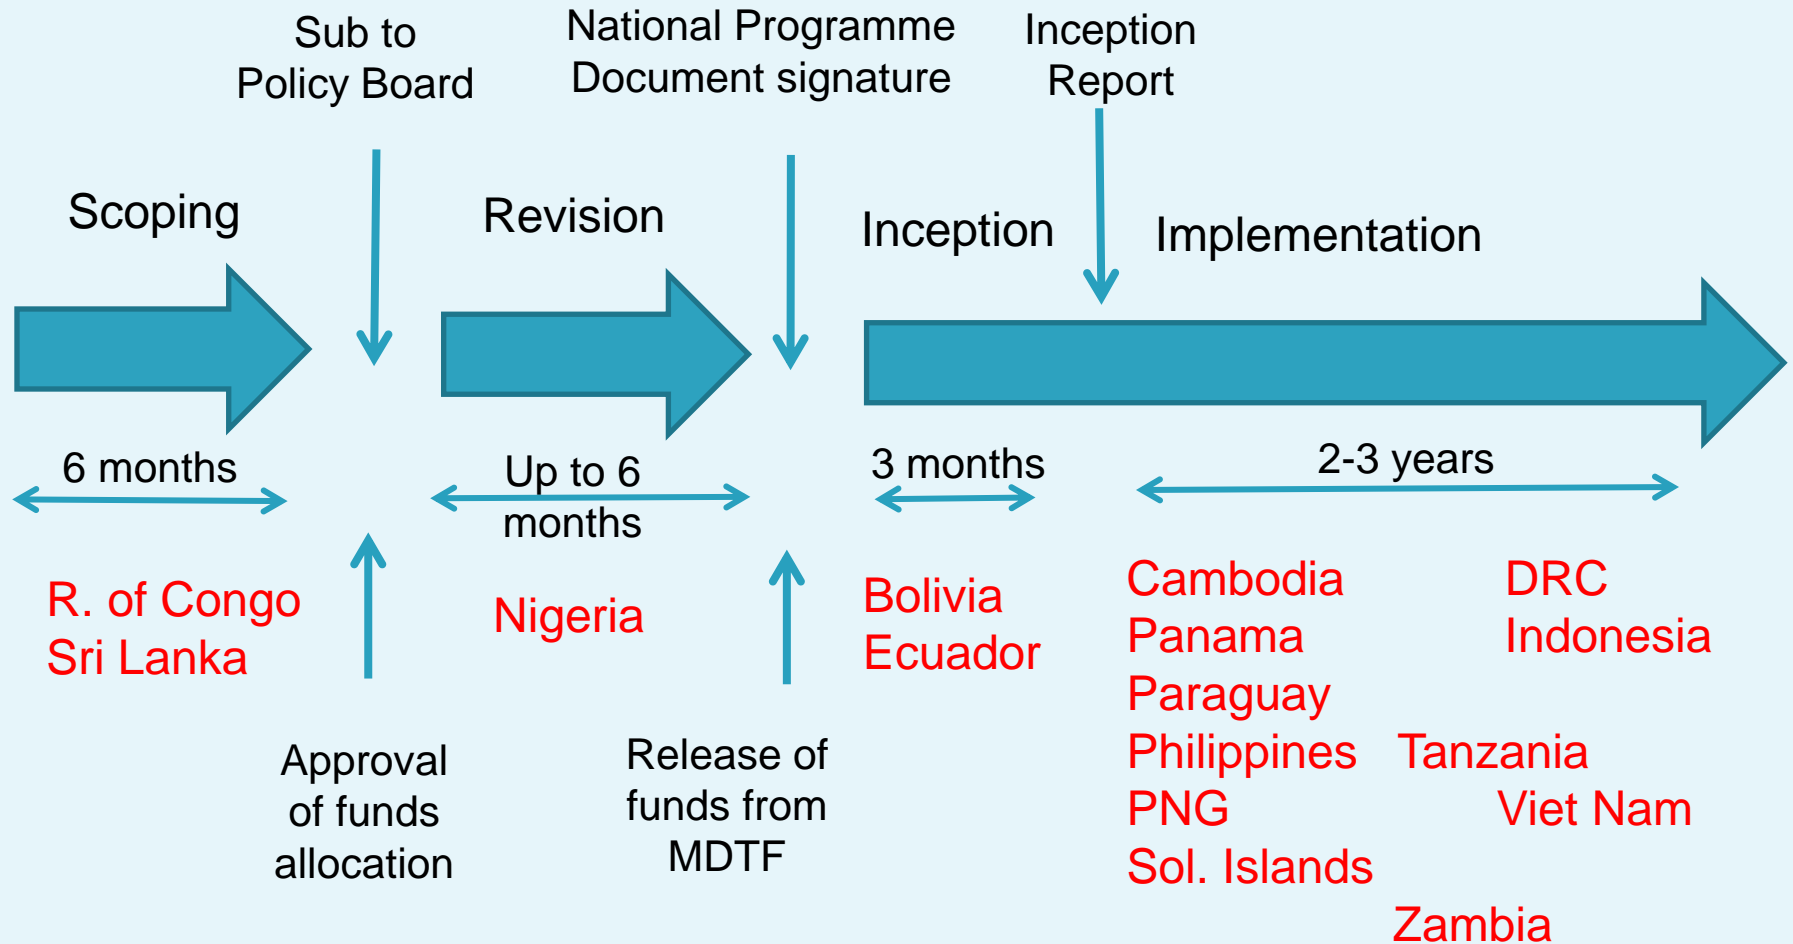 Sub to
Policy Board
National Programme
Document signature
Inception
Report
Scoping
Revision
Inception
Implementation
6 months
Up to 6
months
3 months
2-3 years
R. of Congo
Sri Lanka
Nigeria
Bolivia
Ecuador
Cambodia
Panama
Paraguay
Philippines
PNG
Sol. Islands
DRC
Indonesia
Tanzania
Viet Nam
Zambia
Approval
of funds
allocation
Release of
funds from
MDTF